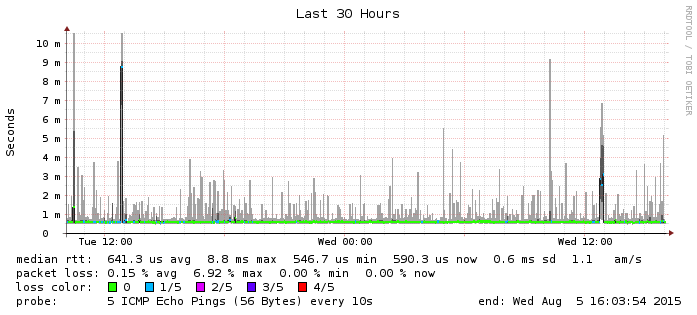 Last 30 Hours
RRDTOOL / TOBI OETIKER
Seconds
10 m
9 m
8 m
7 m
6 m
5 m
4 m
3 m
2 m
1 m
0
Tue 12:00 Wed 00:00 Wed 12:00
median rtt: 641.3 us avg 8.8 ms max 546.7 us min 590.3 us now 0.6 ms sd 1.1 am/s
packet loss: 0.15 % avg 6.92 % max 0.00 % min 0.00 % now
loss color: 0 1/5 2/5 3/5 4/5
probe: 5 ICMP Echo Pings (56 Bytes) every 10s end: Wed Aug 5 16:03:54 2015